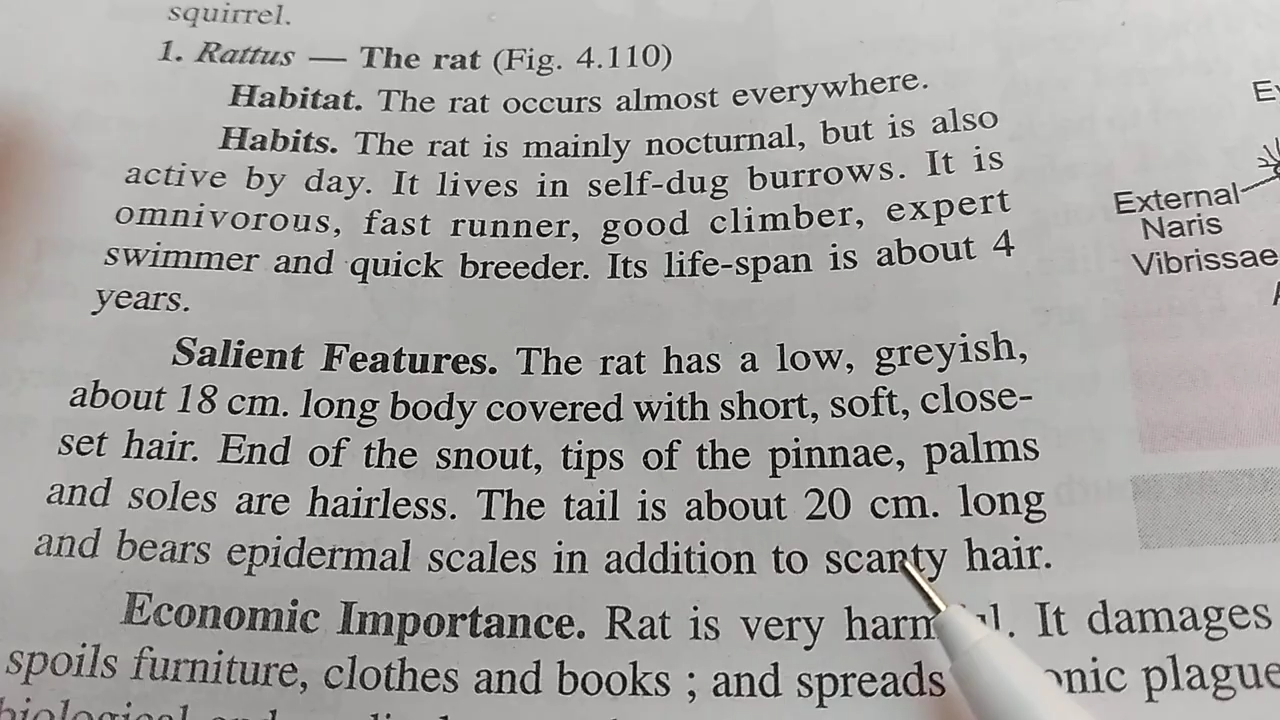 squirrel.
1. Rattus — The rat (Fig. 4.110)
Habitat. The rat occurs almost everywhere.
Habits. The rat is mainly nocturnal, but is also
active by day. It lives in self-dug burrows. It is
omnivorous, fast runner, good climber, expert
swimmer and quick breeder. Its life-span is about 4
years.
Salient Features. The rat has a low, greyish,
about 18 cm. long body covered with short, soft, close-
set hair. End of the snout, tips of the pinnae, palms
and soles are hairless. The tail is about 20 cm. long
and bears epidermal scales in addition to scanty hair.
Economic Importance. Rat is very harmful. It damages
spoils furniture, clothes and books ; and spreads plague
biological and
External
Naris
Vibrissae